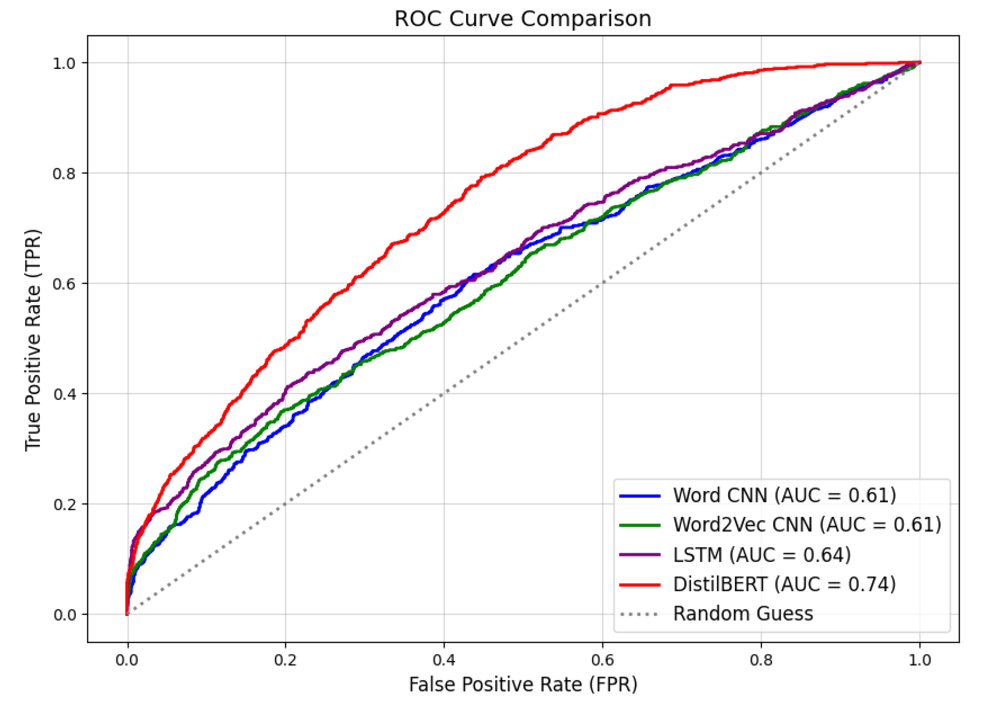 ROC Curve Comparison
True Positive Rate (TPR)
1.0
0.8
0.6
0.4
0.2
0.0
0.0 0.2 0.4 0.6 0.8 1.0
False Positive Rate (FPR)
Word CNN (AUC = 0.61)
Word2Vec CNN (AUC = 0.61)
LSTM (AUC = 0.64)
DistilBERT (AUC = 0.74)
Random Guess